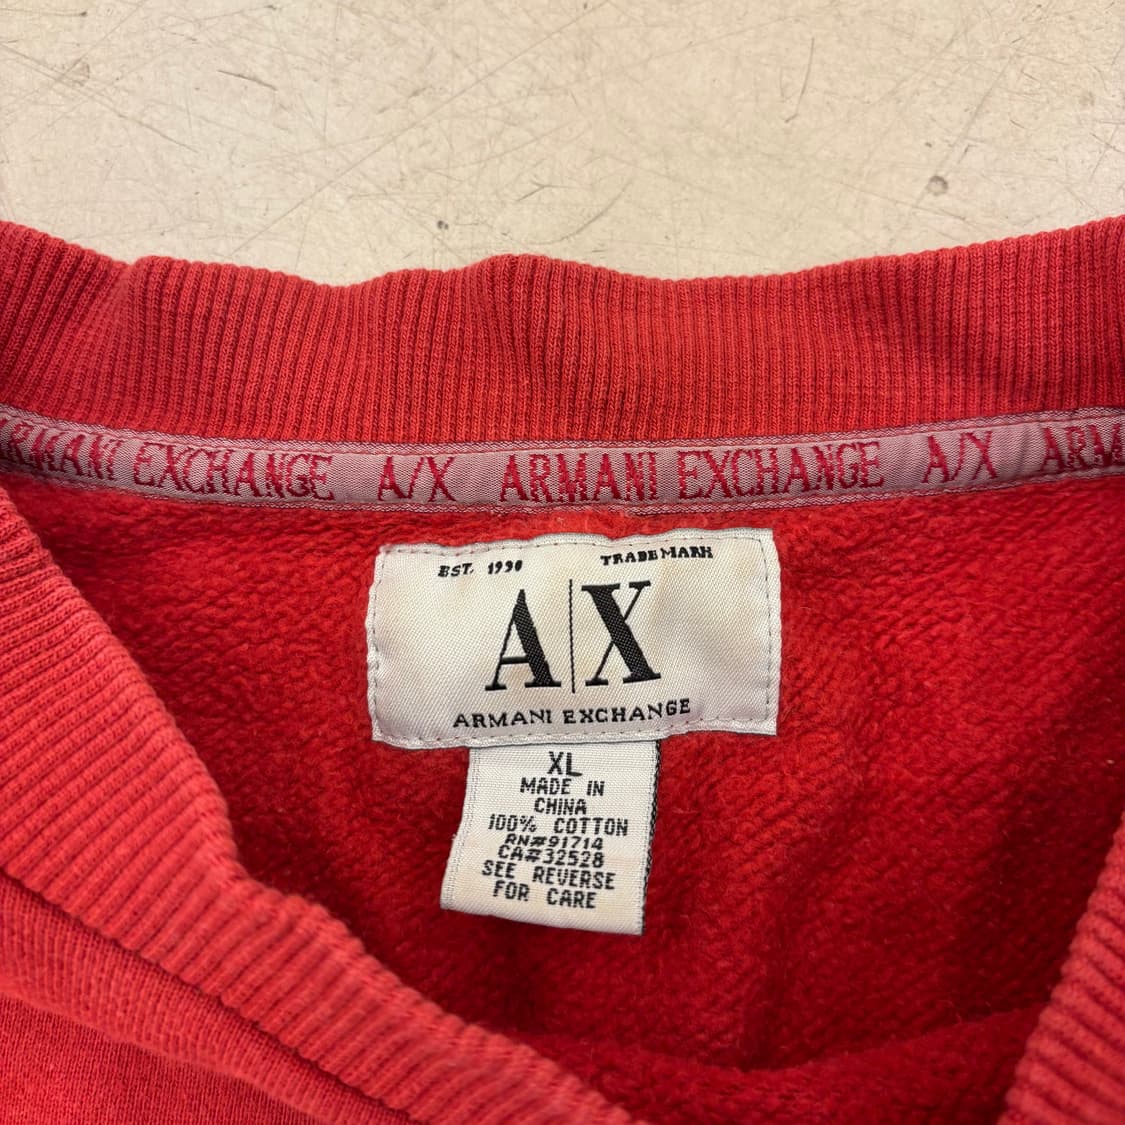 ARMANI EXCHANGE A/X ARMANI EXCHANGE A/X ARM
EST. 1990 TRADEMARK
A|X
ARMANI EXCHANGE
XL
MADE IN
CHINA
100% COTTON
RN#91714
CA#32528
SEE REVERSE
FOR CARE